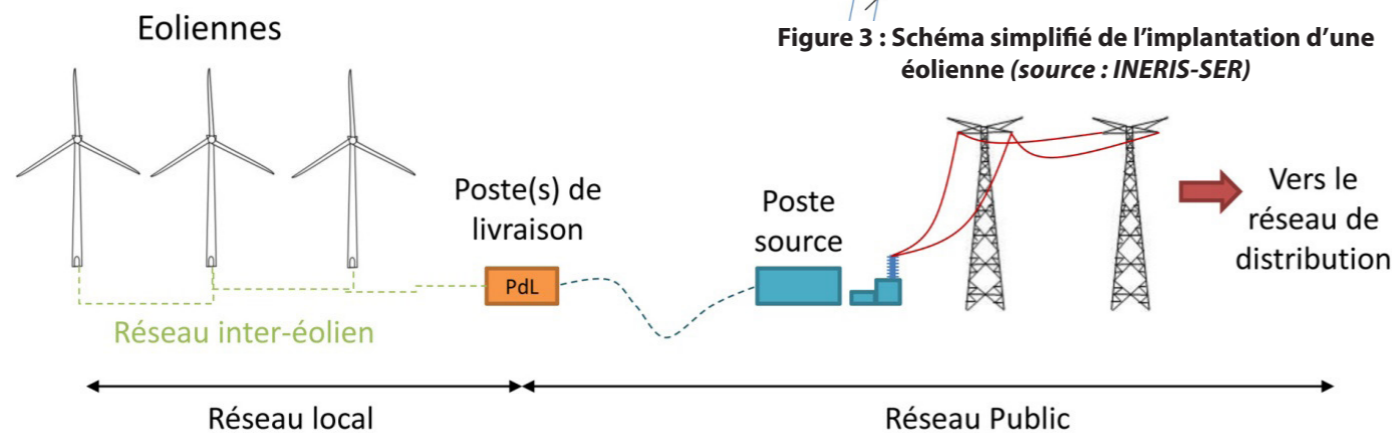 Eoliennes
Figure 3 : Schéma simplifié de l'implantation d'une
éolienne (source : INERIS-SER)
Poste(s) de
livraison
PdL
Poste
source
Vers le
réseau de
distribution
Réseau inter-éolien
Réseau local
Réseau Public